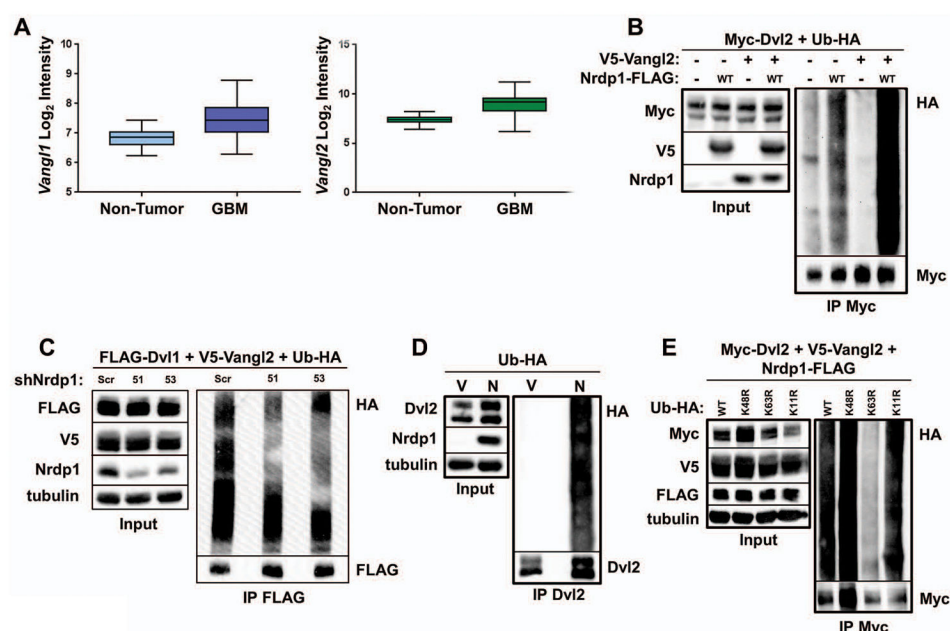 A
Vangl1 Log2 Intensity
10
9
8
7
6
5
Non-Tumor GBM
Vangl2 Log2 Intensity
15
10
5
0
Non-Tumor GBM
B
Myc-Dvl2 + Ub-HA
V5-Vangl2: - - + +
Nrdp1-FLAG: - WT - WT - WT - WT
Myc
V5
Nrdp1
Input
HA
Myc
IP Myc
C
FLAG-Dvl1 + V5-Vangl2 + Ub-HA
shNrdp1: Scr 51 53 Scr 51 53
FLAG
V5
Nrdp1
tubulin
Input
HA
FLAG
IP FLAG
D
Ub-HA
V N V N
Dvl2
Nrdp1
tubulin
Input
HA
Dvl2
IP Dvl2
E
Myc-Dvl2 + V5-Vangl2 +
Nrdp1-FLAG
Ub-HA: WT K48R K63R K11R WT K48R K63R K11R
Myc
V5
FLAG
tubulin
Input
HA
Myc
IP Myc